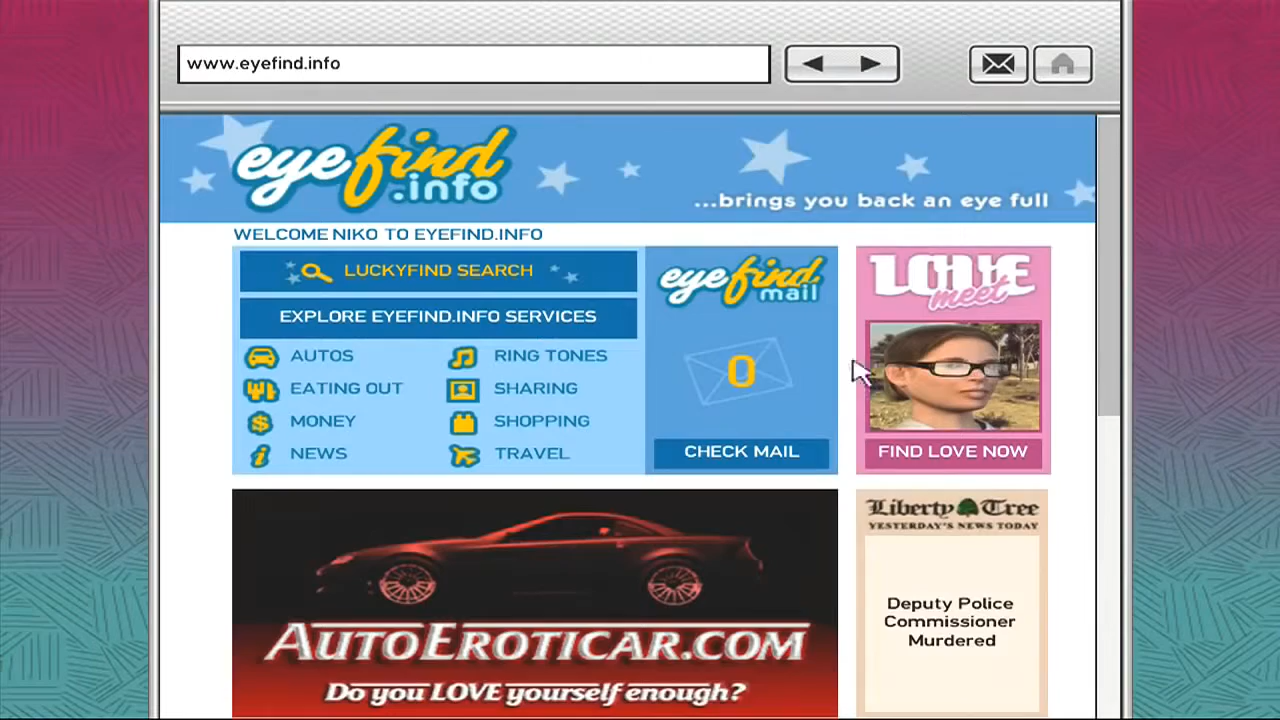 www.eyefind.info
eyefind
.info
...brings you back an eye full
WELCOME NIKO TO EYEFIND.INFO
LUCKYFIND SEARCH
EXPLORE EYEFIND.INFO SERVICES
AUTOS
RING TONES
EATING OUT
SHARING
MONEY
SHOPPING
NEWS
TRAVEL
eyefind
mail
0
CHECK MAIL
LOVE
meet
FIND LOVE NOW
AUTOEROTICAR.COM
Do you LOVE yourself enough?
Liberty Tree
YESTERDAY'S NEWS TODAY
Deputy Police
Commissioner
Murdered